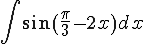 ∫ sin(π/3 − 2x)dx